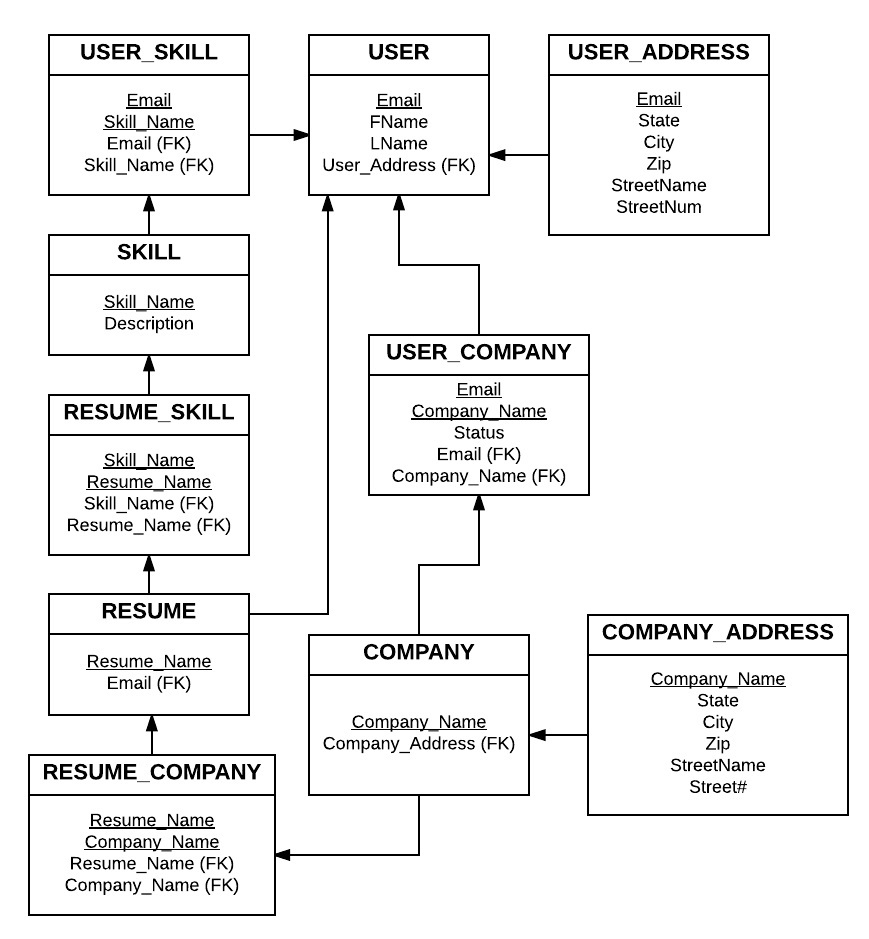 USER_SKILL
Email
Skill_Name
Email (FK)
Skill_Name (FK)
USER
Email
FName
LName
User_Address (FK)
USER_ADDRESS
Email
State
City
Zip
StreetName
StreetNum
SKILL
Skill_Name
Description
USER_COMPANY
Email
Company_Name
Status
Email (FK)
Company_Name (FK)
RESUME_SKILL
Skill_Name
Resume_Name
Skill_Name (FK)
Resume_Name (FK)
RESUME
Resume_Name
Email (FK)
COMPANY
Company_Name
Company_Address (FK)
COMPANY_ADDRESS
Company_Name
State
City
Zip
StreetName
Street#
RESUME_COMPANY
Resume_Name
Company_Name
Resume_Name (FK)
Company_Name (FK)